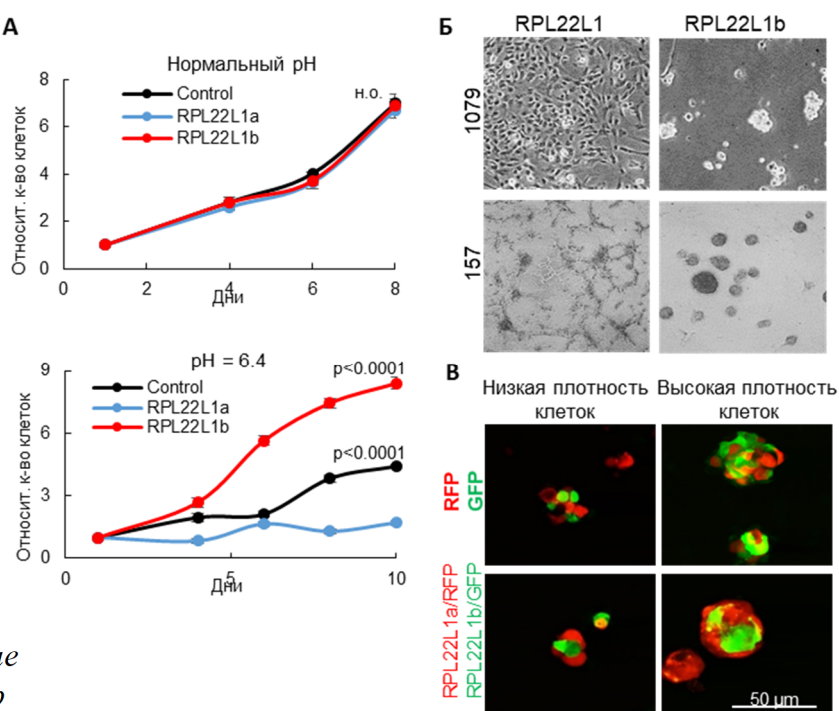 А
Нормальный pH
8
6
4
2
0
Относит. к-во клеток
Control
RPL22L1a
RPL22L1b
н.о.
0 2 4 6 8
Дни
pH = 6.4
9
6
3
0
Относит. к-во клеток
Control
RPL22L1a
RPL22L1b
p<0.0001
p<0.0001
0 5 10
Дни
Б
RPL22L1 RPL22L1b
1079
157
В
Низкая плотность клеток
Высокая плотность клеток
RFP
GFP
RPL22L1a/RFP
RPL22L1b/GFP
50 μm